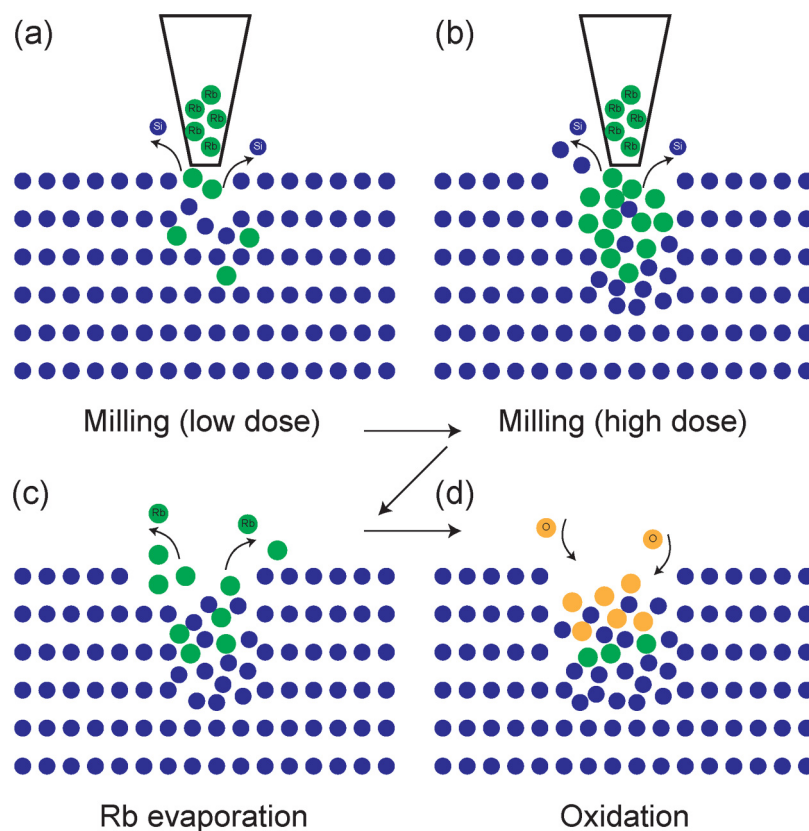 (a)
(b)
Rb
Rb
Rb
Rb
Rb
Si
Si
Rb
Rb
Rb
Rb
Rb
Si
Si
Milling (low dose)
Milling (high dose)
(c)
(d)
Rb
Rb
O
O
Rb evaporation
Oxidation